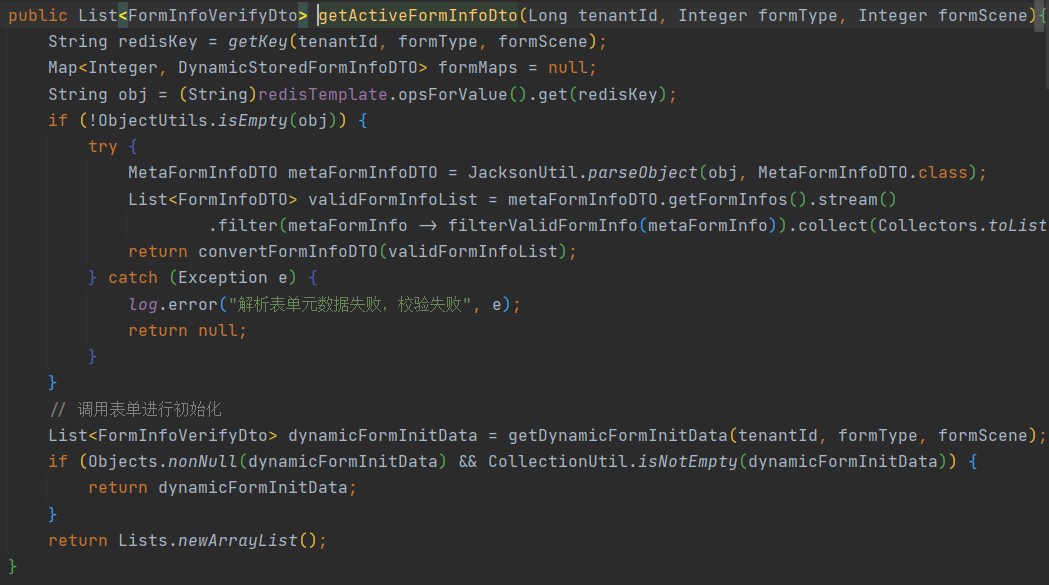 public List<FormInfoVerifyDto> getActiveFormInfoDto(Long tenantId, Integer formType, Integer formScene){
String redisKey = getKey(tenantId, formType, formScene);
Map<Integer, DynamicStoredFormInfoDTO> formMaps = null;
String obj = (String)redisTemplate.opsForValue().get(redisKey);
if (!ObjectUtils.isEmpty(obj)) {
try {
MetaFormInfoDTO metaFormInfoDTO = JacksonUtil.parseObject(obj, MetaFormInfoDTO.class);
List<FormInfoDTO> validFormInfoList = metaFormInfoDTO.getFormInfos().stream()
.filter(metaFormInfo -> filterValidFormInfo(metaFormInfo)).collect(Collectors.toList
return convertFormInfoDTO(validFormInfoList);
} catch (Exception e) {
log.error("解析表单元数据失败，校验失败", e);
return null;
}
}
// 调用表单进行初始化
List<FormInfoVerifyDto> dynamicFormInitData = getDynamicFormInitData(tenantId, formType, formScene);
if (Objects.nonNull(dynamicFormInitData) && CollectionUtil.isNotEmpty(dynamicFormInitData)) {
return dynamicFormInitData;
}
return Lists.newArrayList();
}